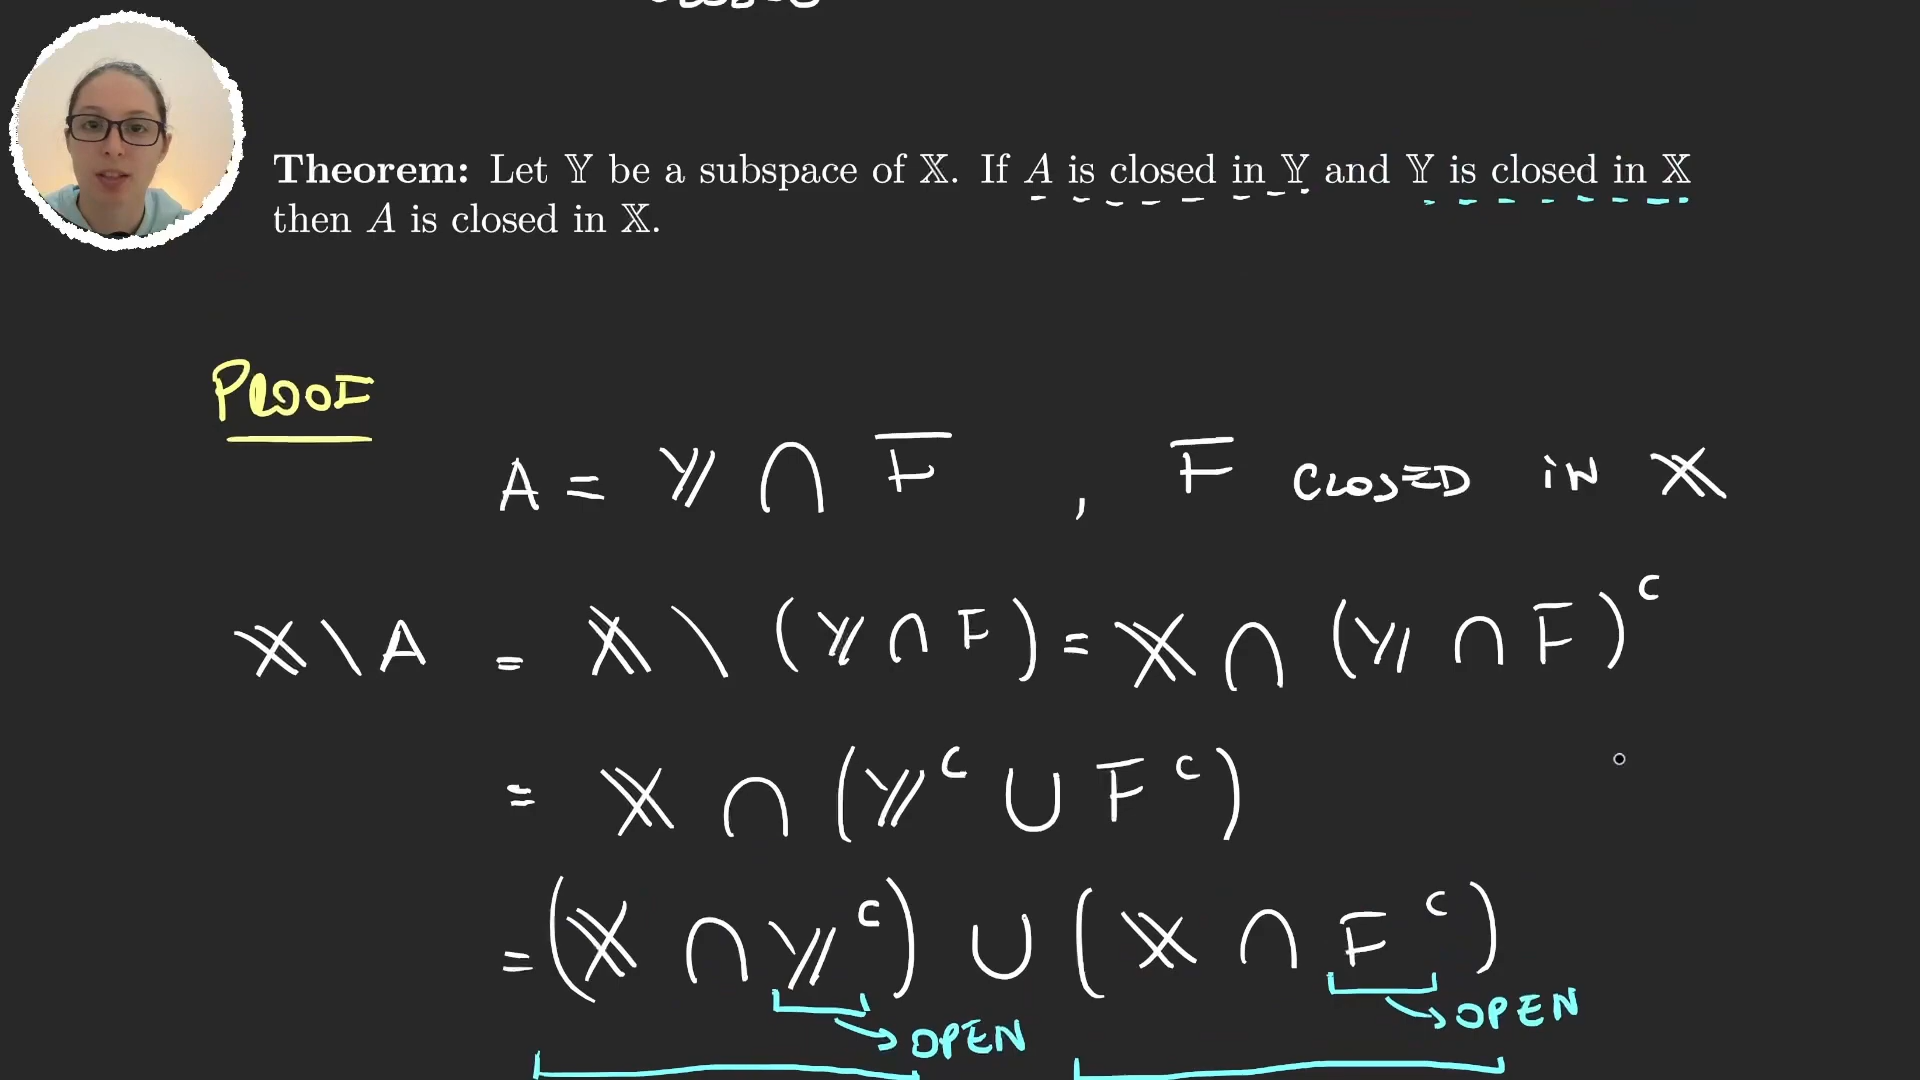 Theorem: Let 𝕐 be a subspace of 𝕏. If A is closed in 𝕐 and 𝕐 is closed in 𝕏
then A is closed in 𝕏.
PROOF
A = 𝕐 ∩ F , F CLOSED IN 𝕏
𝕏 \ A = 𝕏 \ (𝕐 ∩ F) = 𝕏 ∩ (𝕐 ∩ F)ᶜ
= 𝕏 ∩ (𝕐ᶜ ∪ Fᶜ)
= (𝕏 ∩ 𝕐ᶜ) ∪ (𝕏 ∩ Fᶜ)
→ OPEN → OPEN